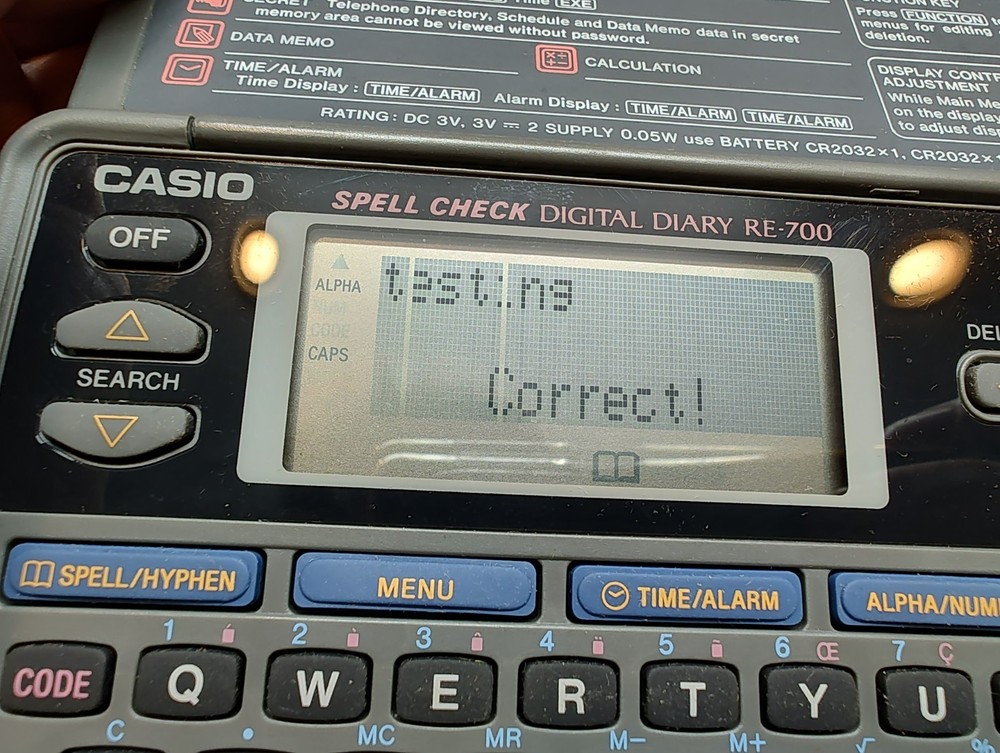 SECRET Telephone Directory, Schedule and Data Memo data in secret
memory area cannot be viewed without password.
DATA MEMO
CALCULATION
TIME/ALARM
Time Display : TIME/ALARM Alarm Display : TIME/ALARM TIME/ALARM
RATING: DC 3V, 3V ⎓ 2 SUPPLY 0.05W use BATTERY CR2032×1, CR2032×
Press FUNCTION
menus for editing
deletion.
DISPLAY CONT
ADJUSTMENT
While Main Me
on the display
to adjust dis
CASIO
SPELL CHECK DIGITAL DIARY RE-700
OFF
SEARCH
ALPHA
CODE
CAPS
testing
Correct!
DEL
SPELL/HYPHEN MENU TIME/ALARM ALPHA/NUM
1 2 3 4 5 6 Œ 7 Ç
CODE Q W E R T Y U
C • MC MR M− M+ √ %